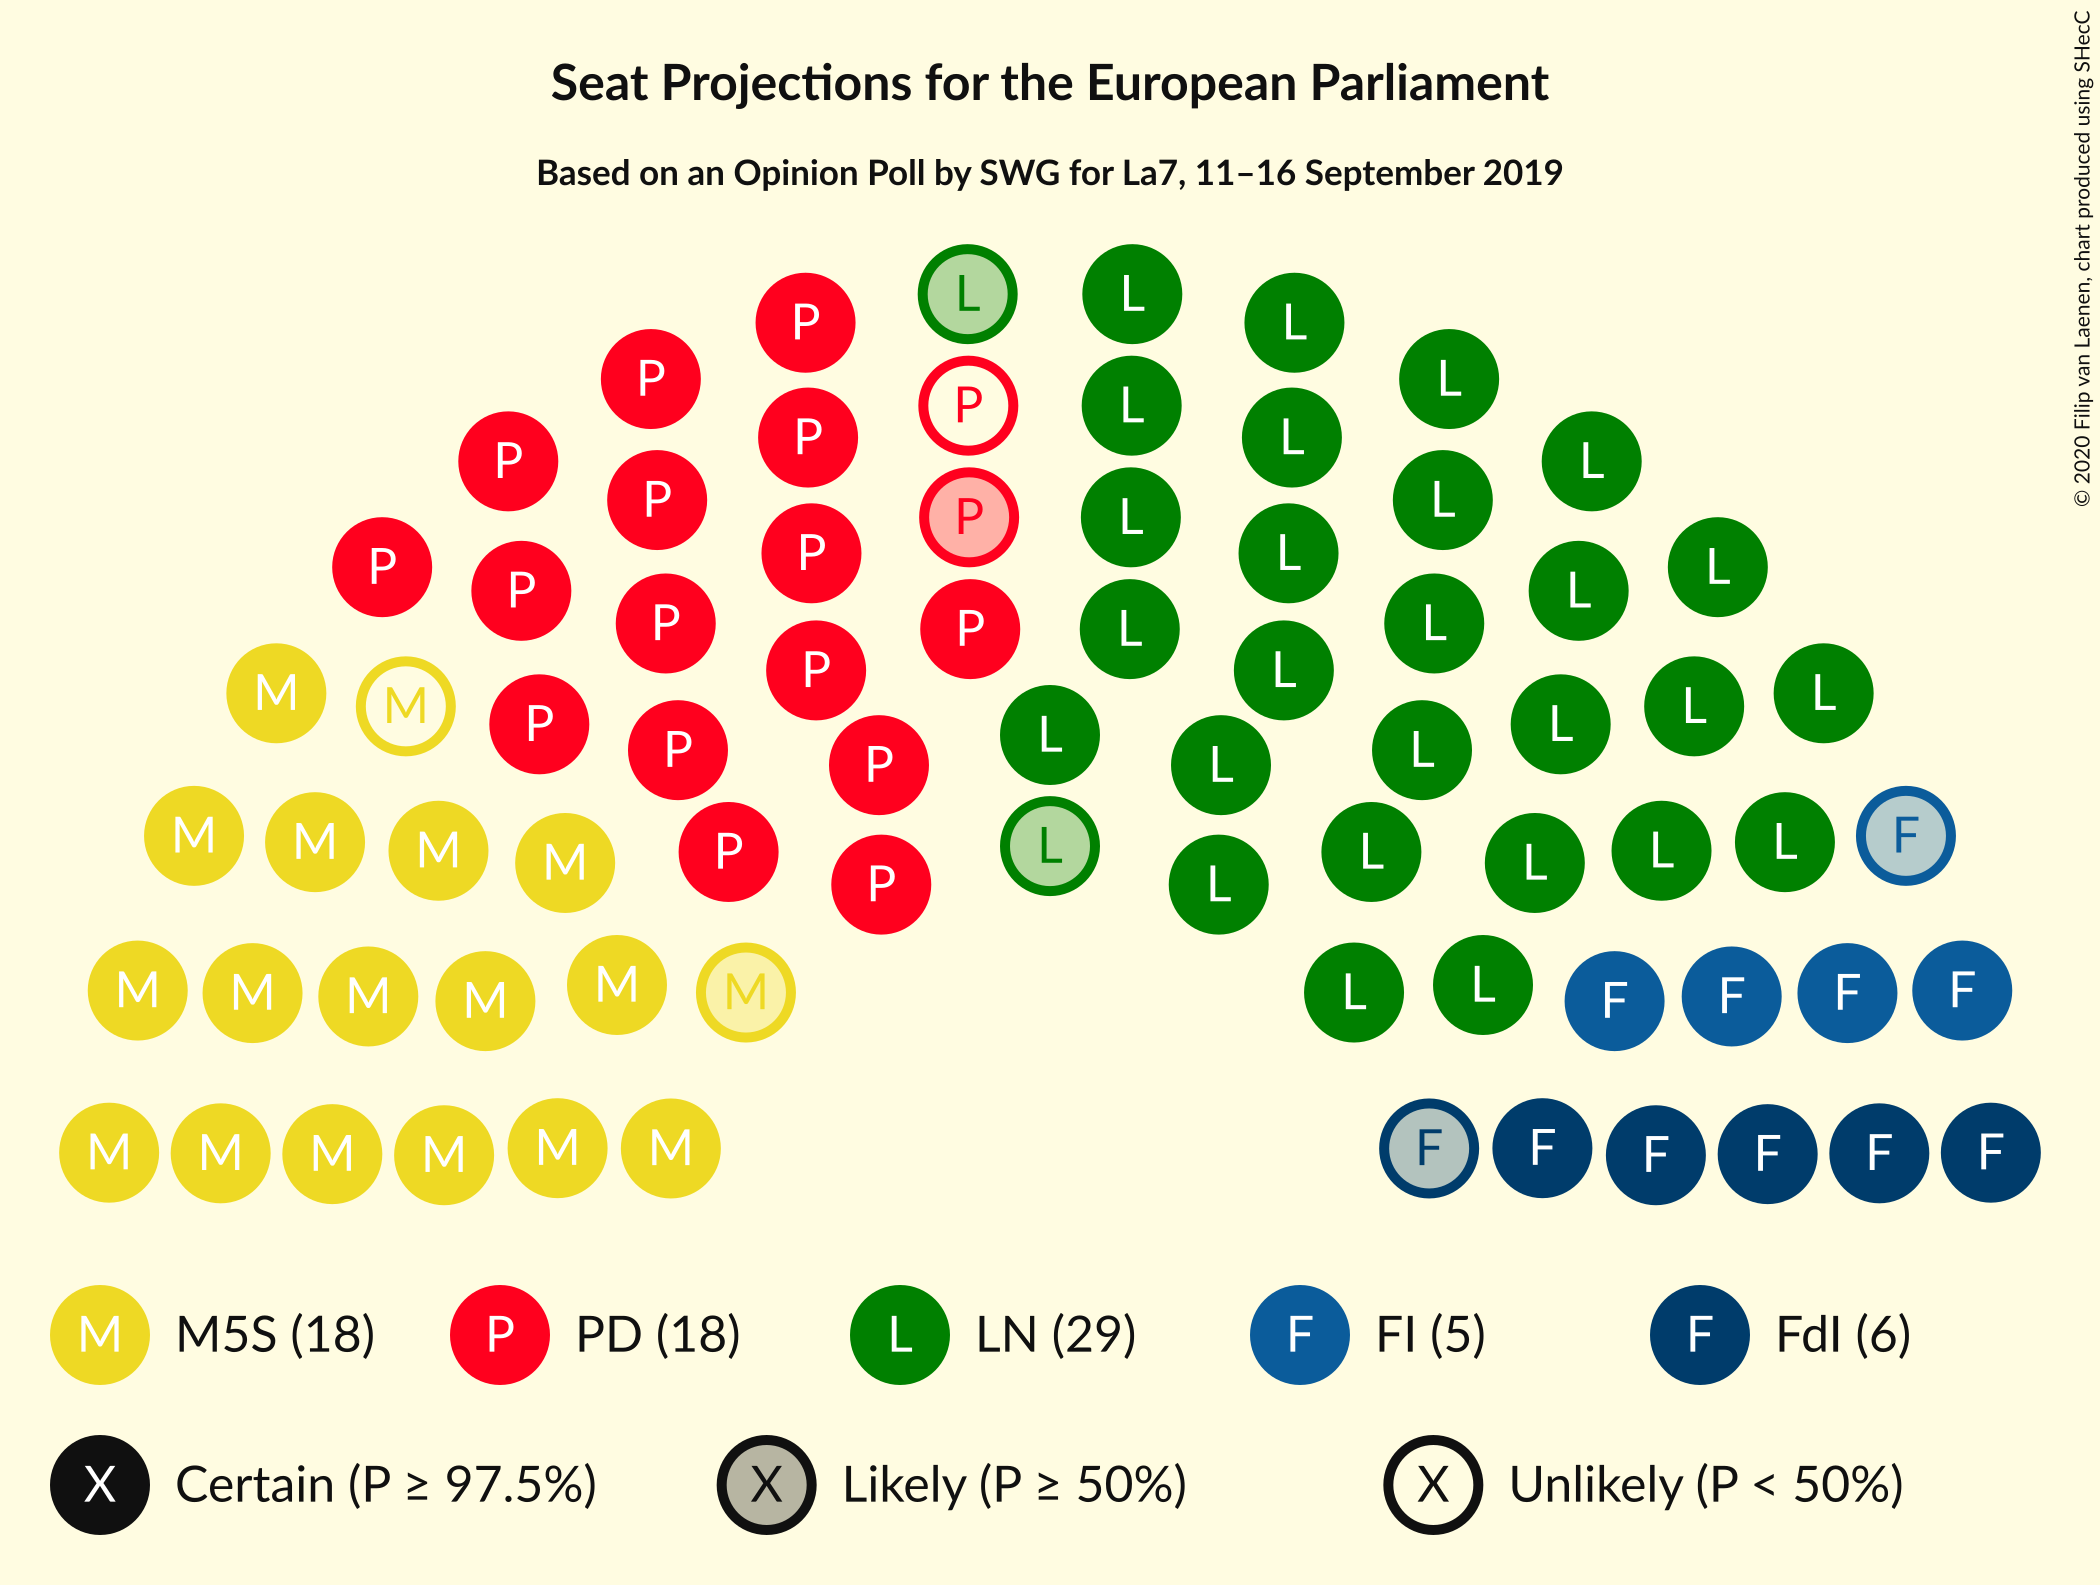 Seat Projections for the European Parliament
Based on an Opinion Poll by SWG for La7, 11–16 September 2019
© 2020 Filip van Laenen, chart produced using SHecC
L L
P L L
P P L L
P L
P P L L
P L
P L
P P L L
P L
P P L L
P P L L
P L
M M L L
P L
P P L L
L
P L
M F
M L
L
M P L L
M L
P L
M M M M M M L L F F F F
M M M M M M F F F F F F
M M5S (18) P PD (18) L LN (29) F FI (5) F FdI (6)
X Certain (P ≥ 97.5%) X Likely (P ≥ 50%) X Unlikely (P < 50%)